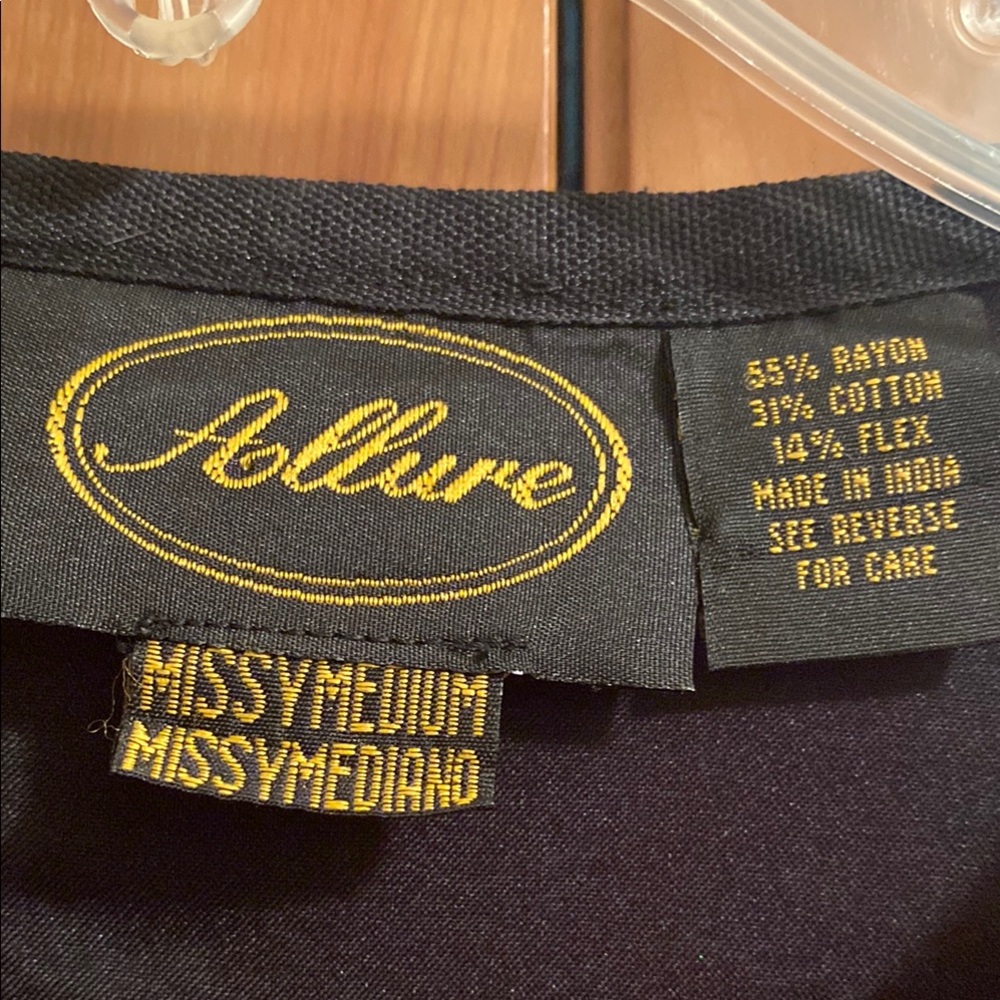 Allure
55% RAYON
31% COTTON
14% FLEX
MADE IN INDIA
SEE REVERSE
FOR CARE
MISSYMEDIUM
MISSYMEDIANO